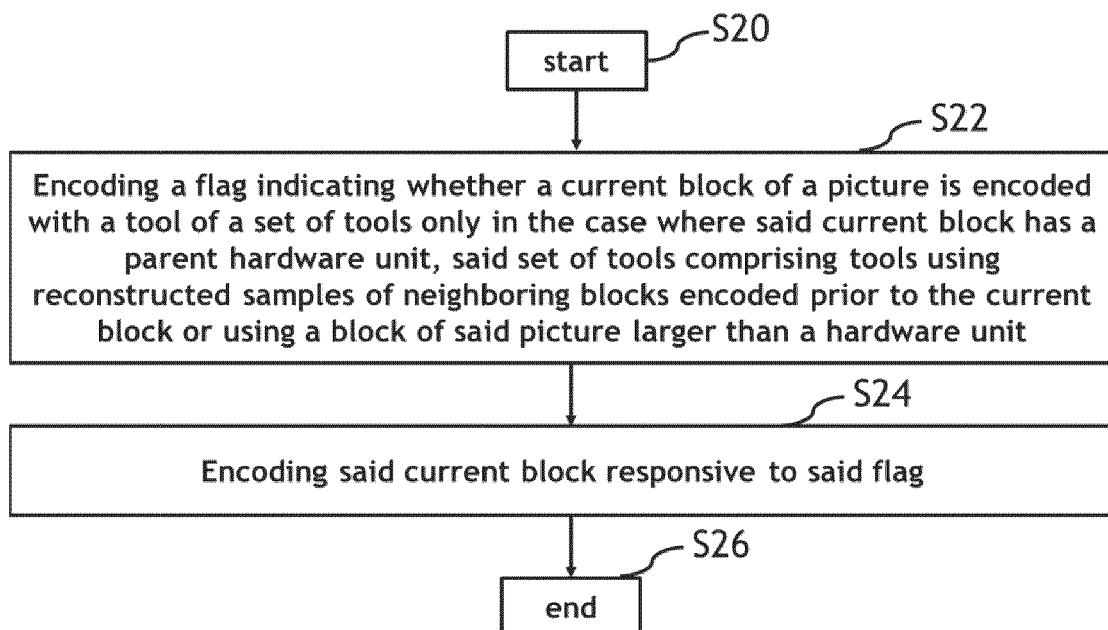 S20
start
S22
Encoding a flag indicating whether a current block of a picture is encoded
with a tool of a set of tools only in the case where said current block has a
parent hardware unit, said set of tools comprising tools using
reconstructed samples of neighboring blocks encoded prior to the current
block or using a block of said picture larger than a hardware unit
S24
Encoding said current block responsive to said flag
S26
end